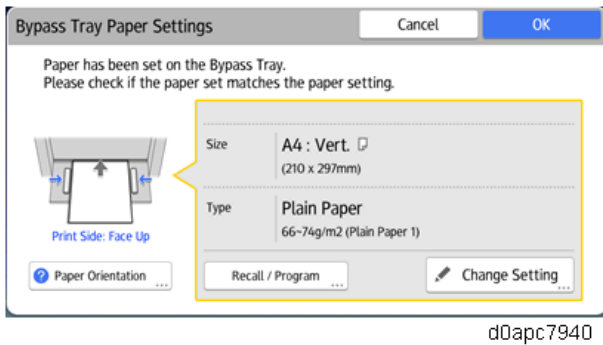 Bypass Tray Paper Settings
Cancel
OK
Paper has been set on the Bypass Tray.
Please check if the paper set matches the paper setting.
Size
A4 : Vert.
(210 x 297mm)
Type
Plain Paper
66~74g/m2 (Plain Paper 1)
Print Side: Face Up
? Paper Orientation ...
Recall / Program ...
Change Setting ...
d0apc7940